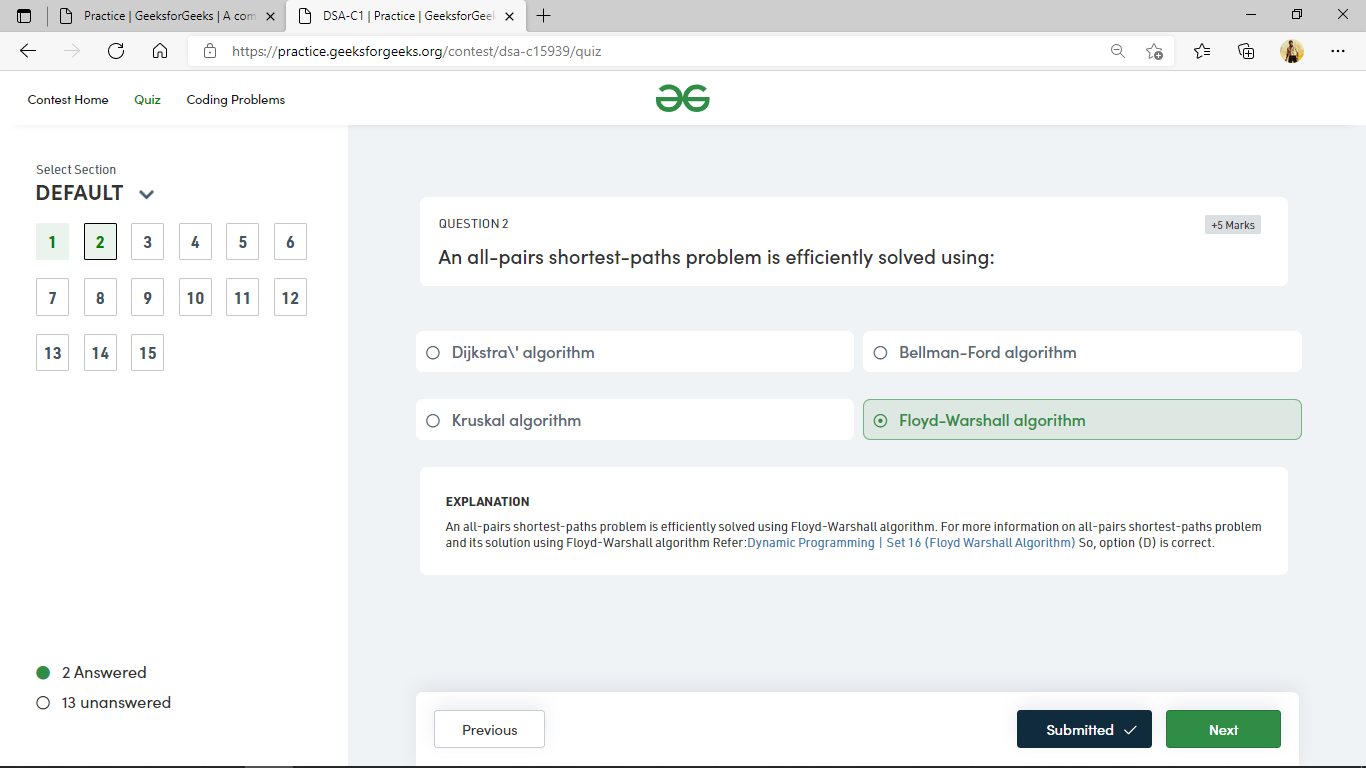 Practice | GeeksforGeeks | A com
DSA-C1 | Practice | GeeksforGeek
https://practice.geeksforgeeks.org/contest/dsa-c15939/quiz
Contest Home Quiz Coding Problems
Select Section
DEFAULT
1 2 3 4 5 6
7 8 9 10 11 12
13 14 15
2 Answered
13 unanswered
QUESTION 2
+5 Marks
An all-pairs shortest-paths problem is efficiently solved using:
Dijkstra\' algorithm
Bellman-Ford algorithm
Kruskal algorithm
Floyd-Warshall algorithm
EXPLANATION
An all-pairs shortest-paths problem is efficiently solved using Floyd-Warshall algorithm. For more information on all-pairs shortest-paths problem
and its solution using Floyd-Warshall algorithm Refer:Dynamic Programming | Set 16 (Floyd Warshall Algorithm) So, option (D) is correct.
Previous
Submitted
Next